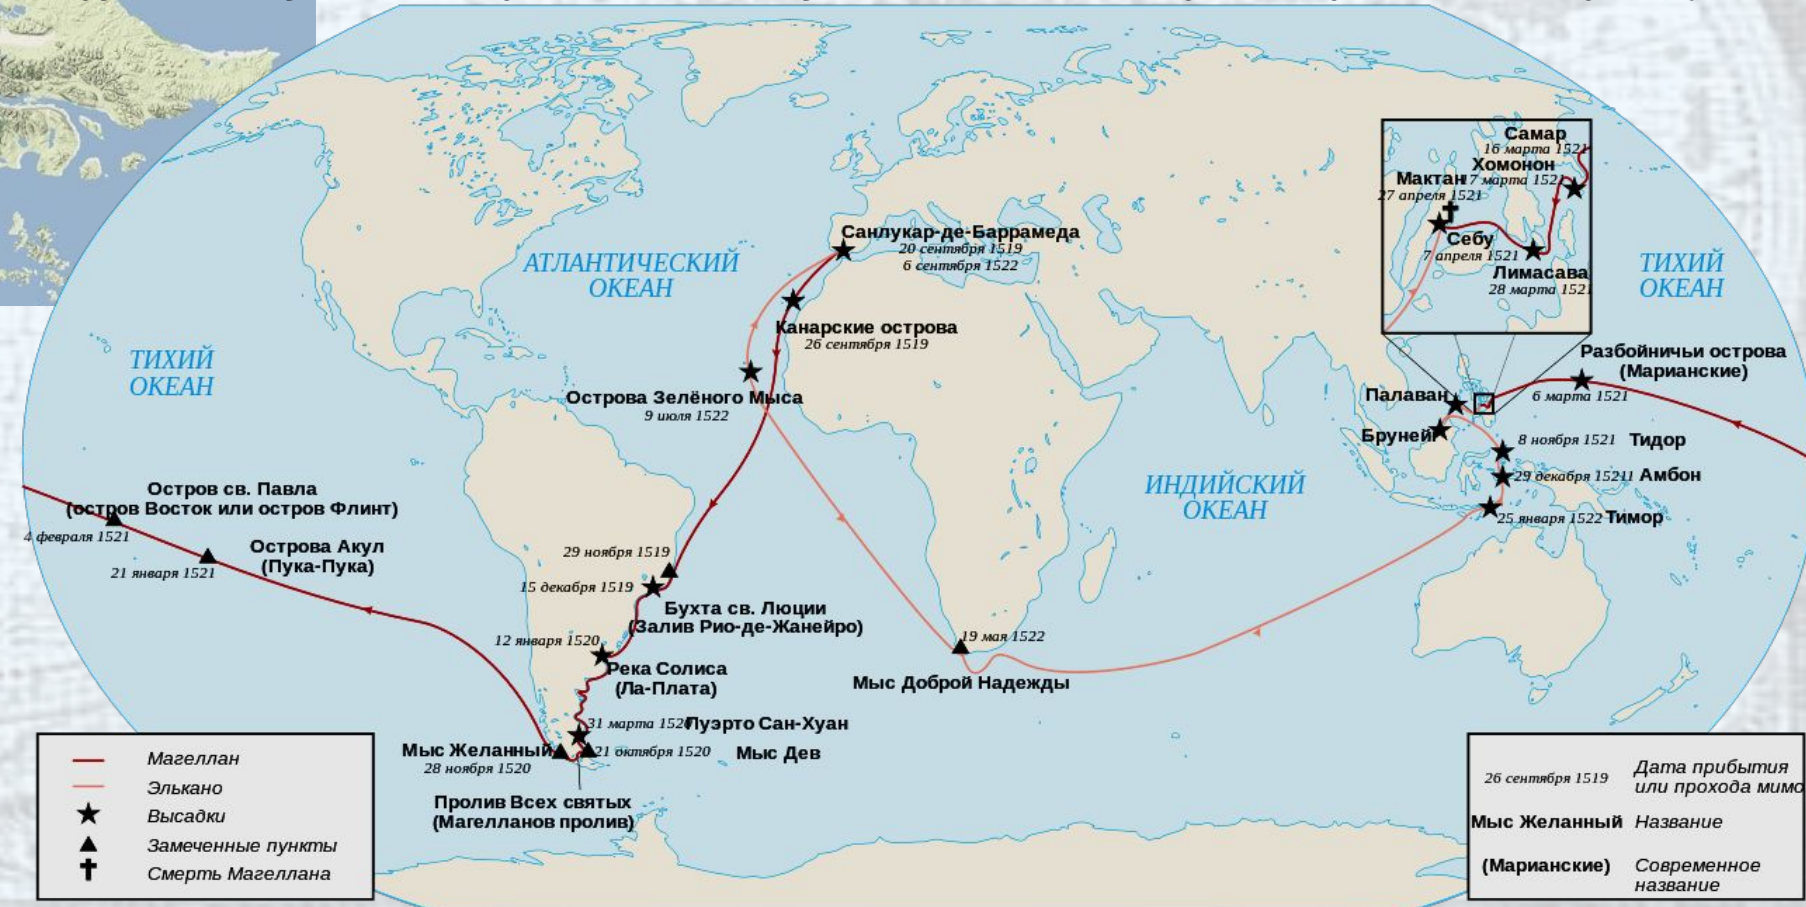 Самар
16 марта 1521
Хомонон
17 марта 1521
Мактан
27 апреля 1521
Себу
7 апреля 1521
Лимасава
28 марта 1521
Санлукар-де-Баррамеда
20 сентября 1519
6 сентября 1522
АТЛАНТИЧЕСКИЙ
ОКЕАН
ТИХИЙ
ОКЕАН
Канарские острова
26 сентября 1519
ТИХИЙ
ОКЕАН
Разбойничьи острова
(Марианские)
6 марта 1521
Острова Зелёного Мыса
9 июля 1522
Палаван
Бруней
8 ноября 1521 Тидор
29 декабря 15211 Амбон
25 января 1522 Тимор
ИНДИЙСКИЙ
ОКЕАН
Остров св. Павла
(остров Восток или остров Флинт)
4 февраля 1521
Острова Акул
(Пука-Пука)
21 января 1521
29 ноября 1519
15 декабря 1519
Бухта св. Люции
(Залив Рио-де-Жанейро)
12 января 1520
Река Солиса
(Ла-Плата)
19 мая 1522
Мыс Доброй Надежды
31 марта 1520 Пуэрто Сан-Хуан
Мыс Желанный
28 ноября 1520
21 октября 1520 Мыс Дев
Пролив Всех святых
(Магелланов пролив)
Магеллан
Элькано
Высадки
Замеченные пункты
Смерть Магеллана
26 сентября 1519 Дата прибытия
или прохода мимо
Мыс Желанный Название
(Марианские) Современное
название